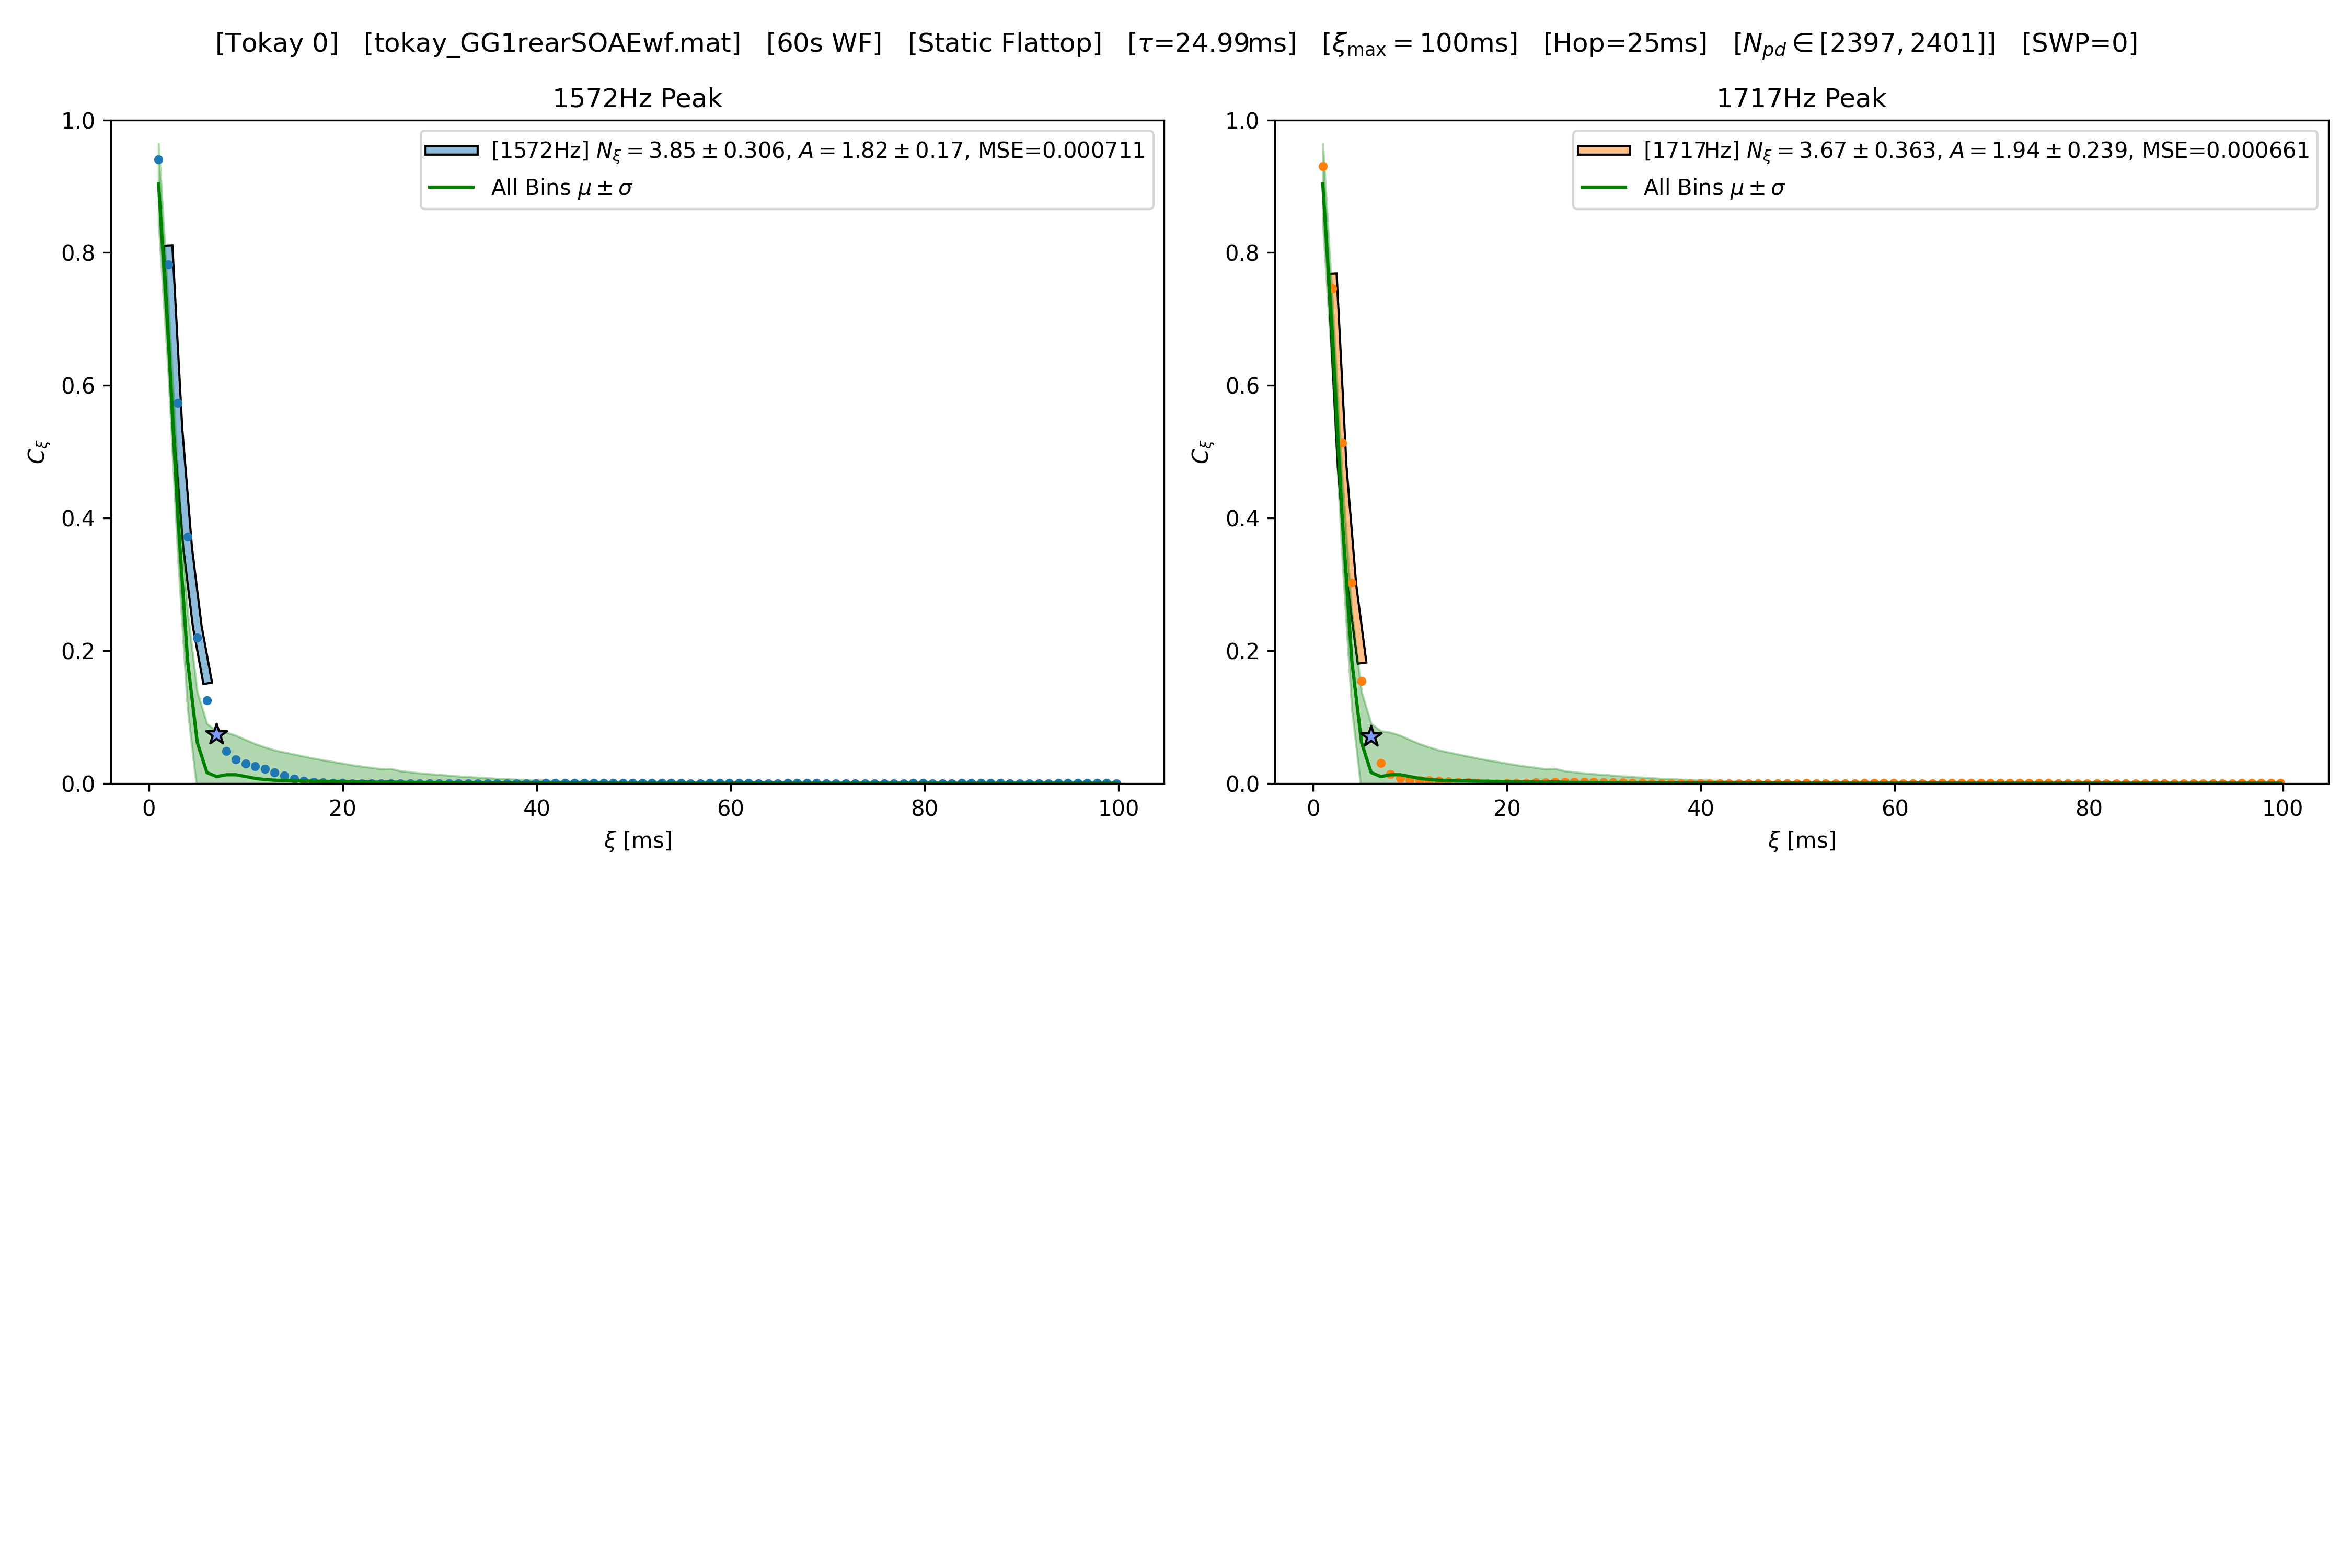 [Tokay 0] [tokay_GG1rearSOAEwf.mat] [60s WF] [Static Flattop] [τ=24.99ms] [ξmax = 100ms] [Hop=25ms] [Npd ∈ [2397, 2401]] [SWP=0]
1572Hz Peak
[1572Hz] Nξ = 3.85 ± 0.306, A = 1.82 ± 0.17, MSE=0.000711
All Bins μ ± σ
1.0
0.8
0.6
0.4
0.2
0.0
Cξ
0 20 40 60 80 100
ξ [ms]
1717Hz Peak
[1717Hz] Nξ = 3.67 ± 0.363, A = 1.94 ± 0.239, MSE=0.000661
All Bins μ ± σ
1.0
0.8
0.6
0.4
0.2
0.0
Cξ
0 20 40 60 80 100
ξ [ms]